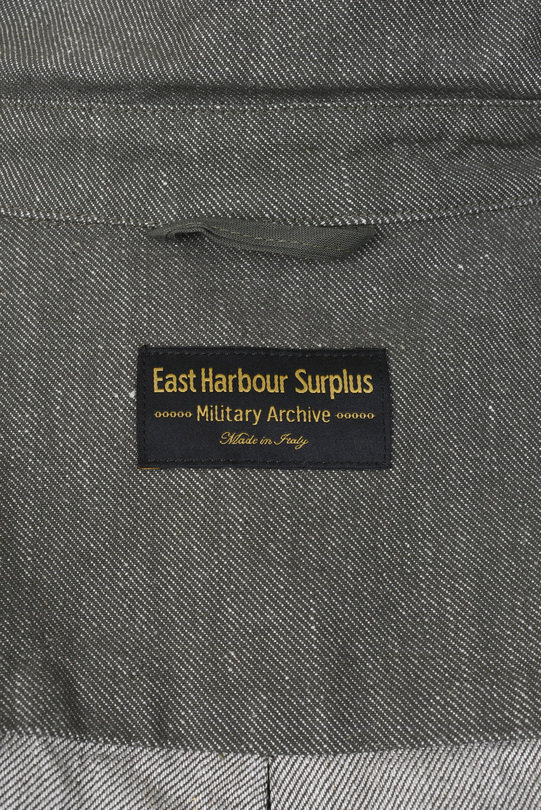 East Harbour Surplus
Military Archive
Made in Italy